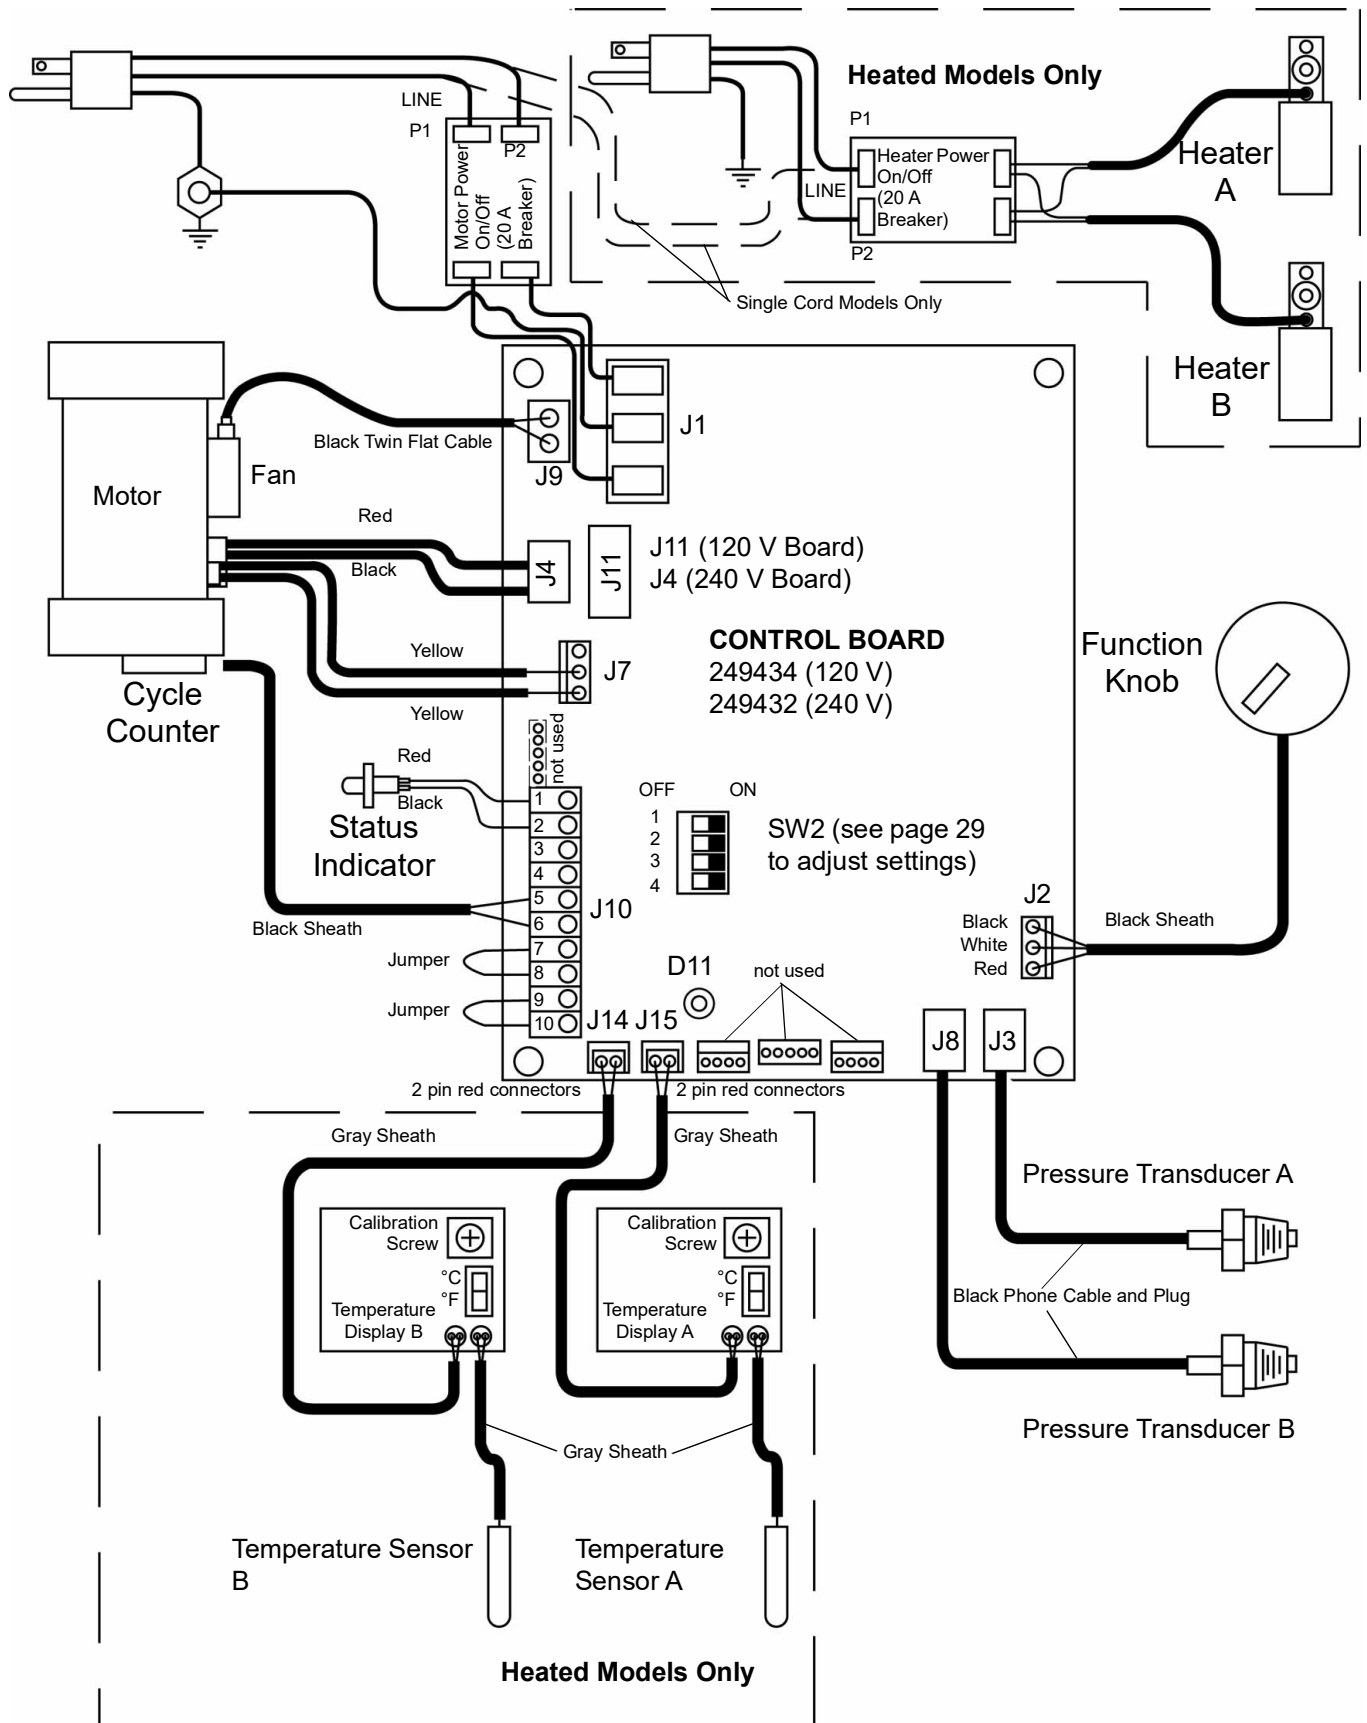 Heated Models Only
LINE
P1
P2
Motor Power
On/Off
(20 A
Breaker)
P1
Heater Power
On/Off
(20 A
Breaker)
LINE
P2
Heater
A
Single Cord Models Only
Heater
B
J1
Black Twin Flat Cable
J9
Fan
Motor
Red
Black
J4
J11
J11 (120 V Board)
J4 (240 V Board)
CONTROL BOARD
249434 (120 V)
249432 (240 V)
Function
Knob
Yellow
J7
Yellow
Cycle
Counter
not used
Red
Black
Status
Indicator
1
2
3
4
5
6
7
8
9
10
J10
OFF
ON
1
2
3
4
SW2 (see page 29
to adjust settings)
J2
Black
White
Red
Black Sheath
Black Sheath
Jumper
Jumper
D11
not used
J14
J15
J8
J3
2 pin red connectors
2 pin red connectors
Gray Sheath
Gray Sheath
Pressure Transducer A
Calibration
Screw
°C
°F
Temperature
Display B
Calibration
Screw
°C
°F
Temperature
Display A
Black Phone Cable and Plug
Pressure Transducer B
Gray Sheath
Temperature Sensor
B
Temperature
Sensor A
Heated Models Only